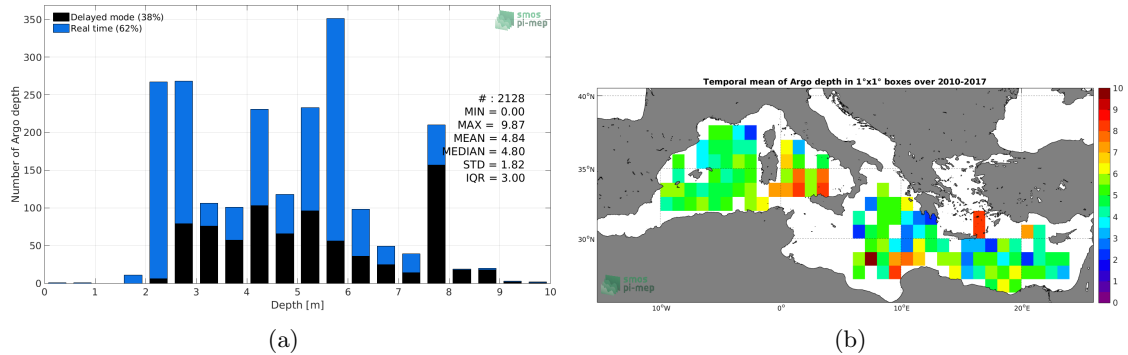 Delayed mode (38%)
Real time (62%)
smos
pi-mep
Number of Argo depth
350
300
250
200
150
100
50
0
# : 2128
MIN = 0.00
MAX = 9.87
MEAN = 4.84
MEDIAN = 4.80
STD = 1.82
IQR = 3.00
0 1 2 3 4 5 6 7 8 9 10
Depth [m]
(a)
Temporal mean of Argo depth in 1°x1° boxes over 2010-2017
40°N
35°N
30°N
10°W 0° 10°E 20°E
smos
pi-mep
10
9
8
7
6
5
4
3
2
1
0
(b)